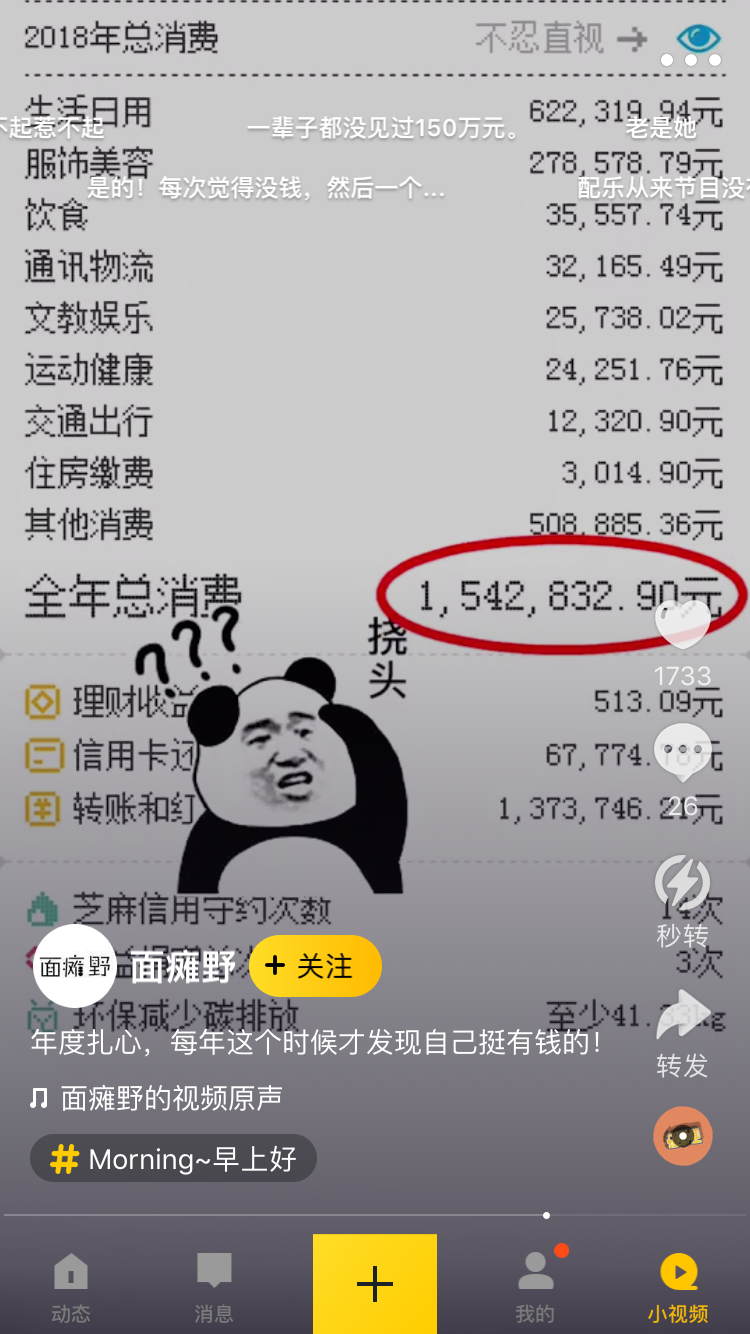 2018年总消费 不忍直视
生活日用 622,319.94元
不起惹不起 一辈子都没见过150万元。 老是她
服饰美容 278,578.79元
是的！每次觉得没钱，然后一个... 配乐从来节目没
饮食 35,557.74元
通讯物流 32,165.49元
文教娱乐 25,738.02元
运动健康 24,251.76元
交通出行 12,320.90元
住房缴费 3,014.90元
其他消费 508,885.36元
全年总消费 1,542,832.90元
???
挠头
1733
理财收益 513.09元
信用卡还 67,774.元
转账和红 1,373,746.21元
26
芝麻信用守约次数 14次
秒转
面瘫野 面瘫野 + 关注
3次
环保减少碳排放 至少41.33kg
年度扎心，每年这个时候才发现自己挺有钱的！
转发
面瘫野的视频原声
# Morning~早上好
动态 消息 + 我的 小视频